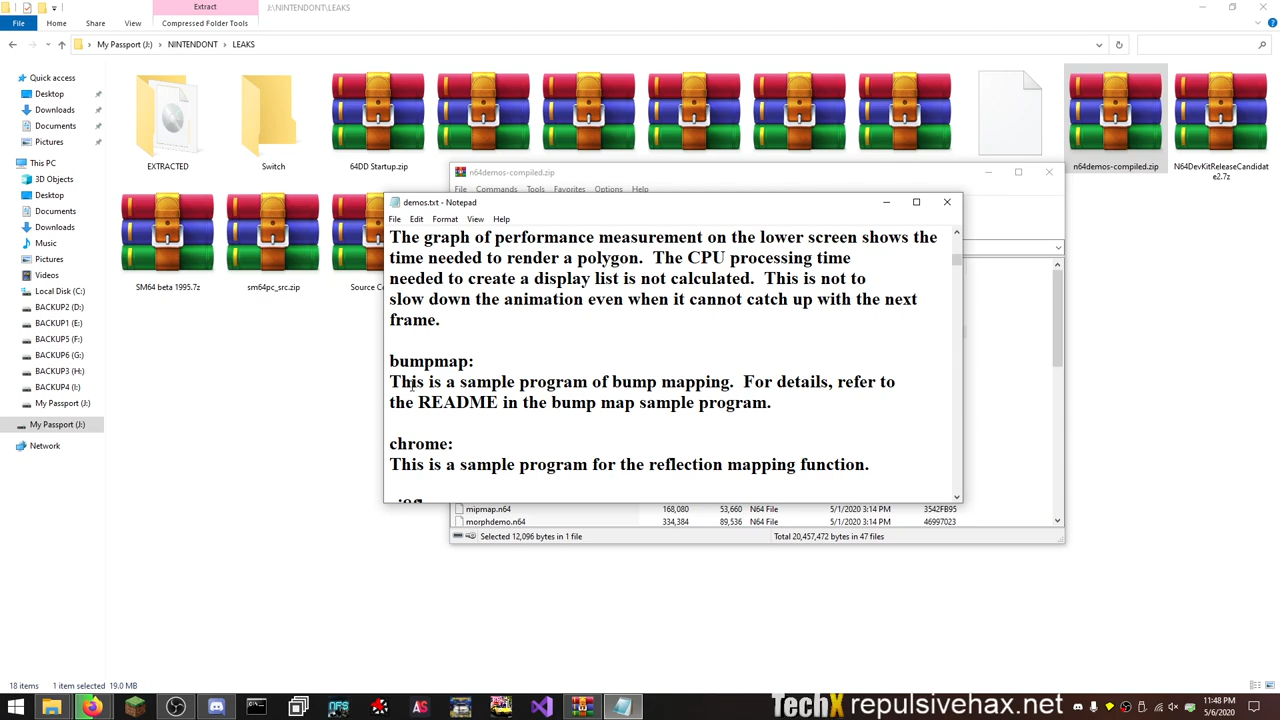 Extract
J:\NINTENDONT\LEAKS
File
Home
Share
View
Compressed Folder Tools
My Passport (J:)
NINTENDONT
LEAKS
Quick access
Desktop
Downloads
Documents
Pictures
This PC
3D Objects
Desktop
Documents
Downloads
Music
Pictures
Videos
Local Disk (C:)
BACKUP2 (D:)
BACKUP1 (E:)
BACKUP5 (F:)
BACKUP6 (G:)
BACKUP3 (H:)
BACKUP4 (I:)
My Passport (J:)
My Passport (J:)
Network
EXTRACTED
Switch
64DD Startup.zip
n64demos-compiled.zip
N64DevKitReleaseCandidat
e2.7z
SM64 beta 1995.7z
sm64pc_src.zip
Source Co
n64demos-compiled.zip
File Commands Tools Favorites Options Help
demos.txt - Notepad
File Edit Format View Help
The graph of performance measurement on the lower screen shows the
time needed to render a polygon. The CPU processing time
needed to create a display list is not calculated. This is not to
slow down the animation even when it cannot catch up with the next
frame.
bumpmap:
This is a sample program of bump mapping. For details, refer to
the README in the bump map sample program.
chrome:
This is a sample program for the reflection mapping function.
mipmap.n64 168,080 53,660 N64 File 5/1/2020 3:14 PM 3542FB95
morphdemo.n64 334,384 89,536 N64 File 5/1/2020 3:14 PM 46997023
Selected 12,096 bytes in 1 file
Total 20,457,472 bytes in 47 files
18 items
1 item selected 19.0 MB
TechX repulsivehax.net
11:48 PM
5/6/2020